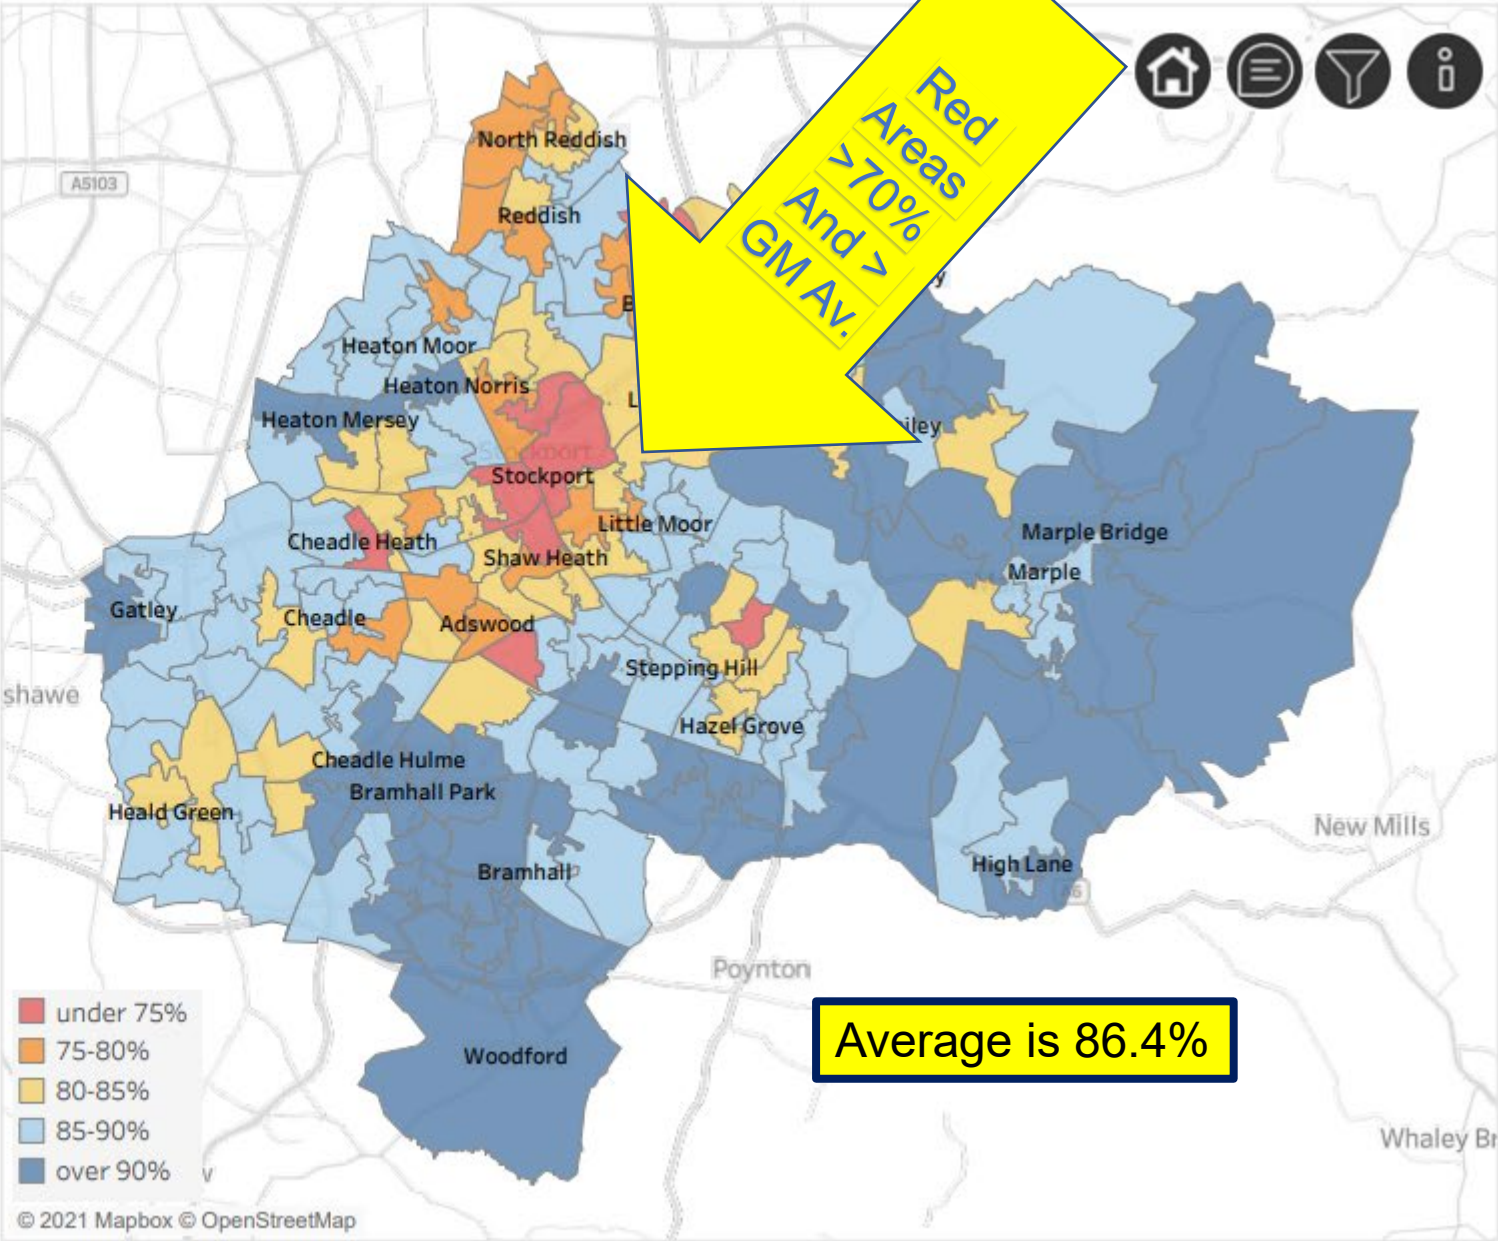 Red
Areas
>70%
And >
GM Av.
A5103
North Reddish
Reddish
Heaton Moor
Heaton Norris
Heaton Mersey
Stockport
Stockport
Little Moor
Cheadle Heath
Shaw Heath
Marple Bridge
Marple
Gatley
Cheadle
Adswood
Stepping Hill
shawe
Hazel Grove
Cheadle Hulme
Bramhall Park
Heald Green
New Mills
Bramhall
High Lane
A6
Poynton
under 75%
75-80%
80-85%
85-90%
over 90%
Average is 86.4%
Woodford
Whaley Br
© 2021 Mapbox © OpenStreetMap